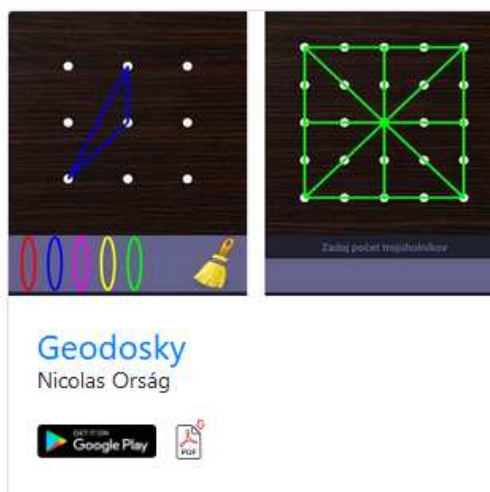 Zadaj počet trojuholníkov
Geodosky
Nicolas Orság
GET IT ON
Google Play
PDF